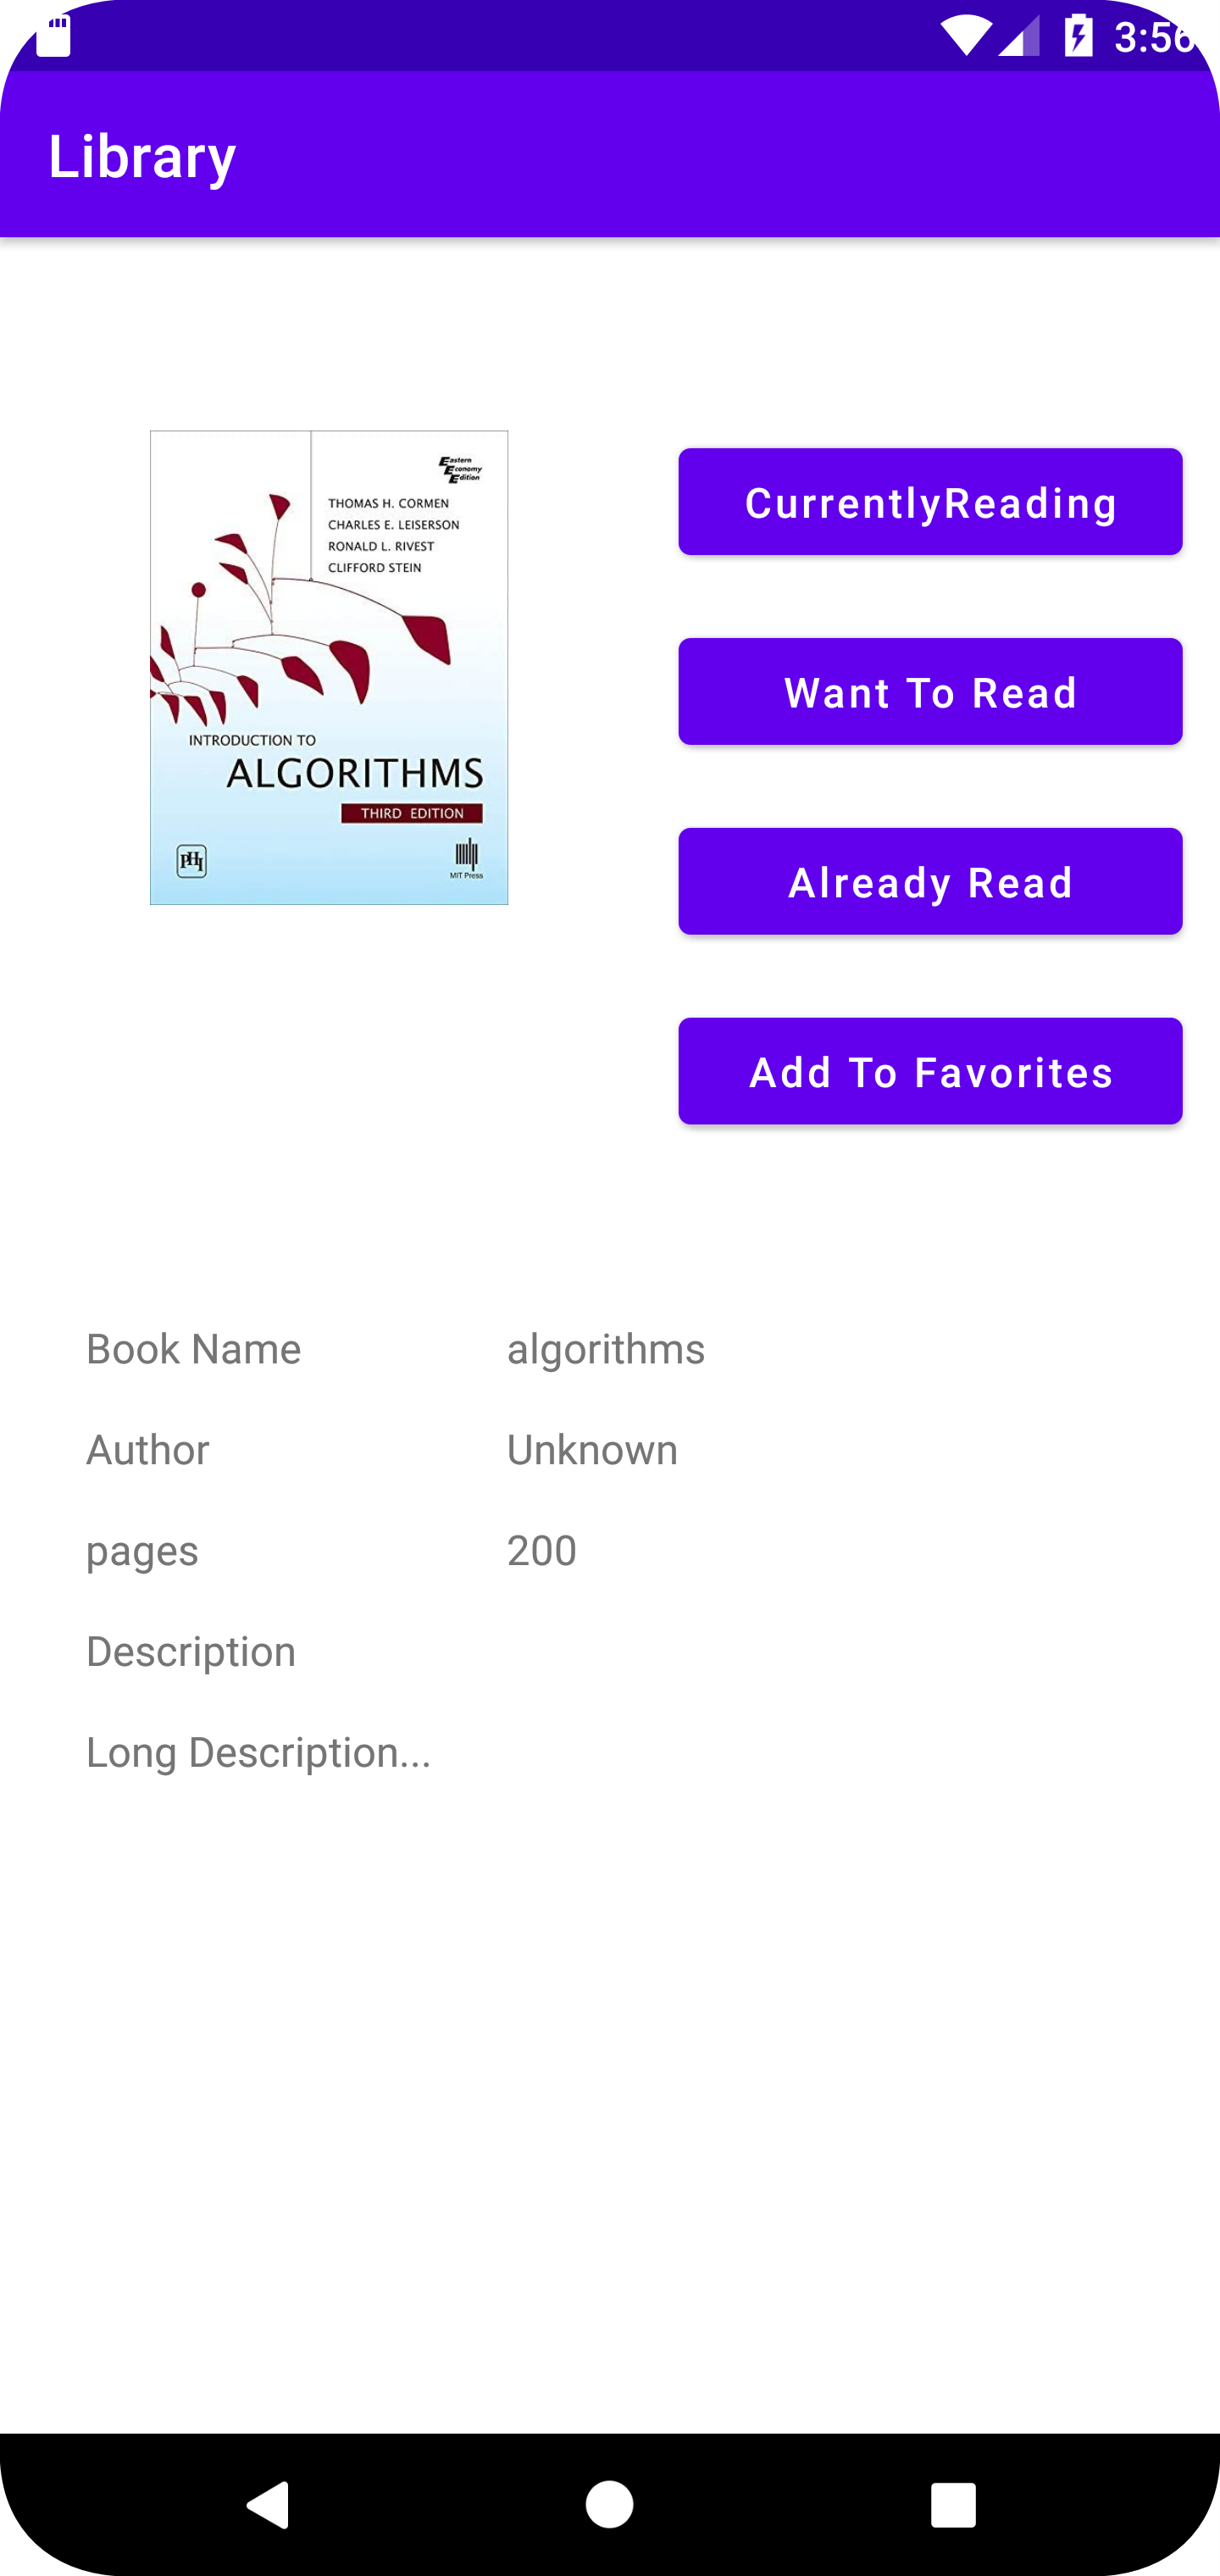 3:56
Library
Eastern
Economy
Edition
THOMAS H. CORMEN
CHARLES E. LEISERSON
RONALD L. RIVEST
CLIFFORD STEIN
INTRODUCTION TO
ALGORITHMS
THIRD EDITION
PHI
MIT Press
CurrentlyReading
Want To Read
Already Read
Add To Favorites
Book Name algorithms
Author Unknown
pages 200
Description
Long Description...